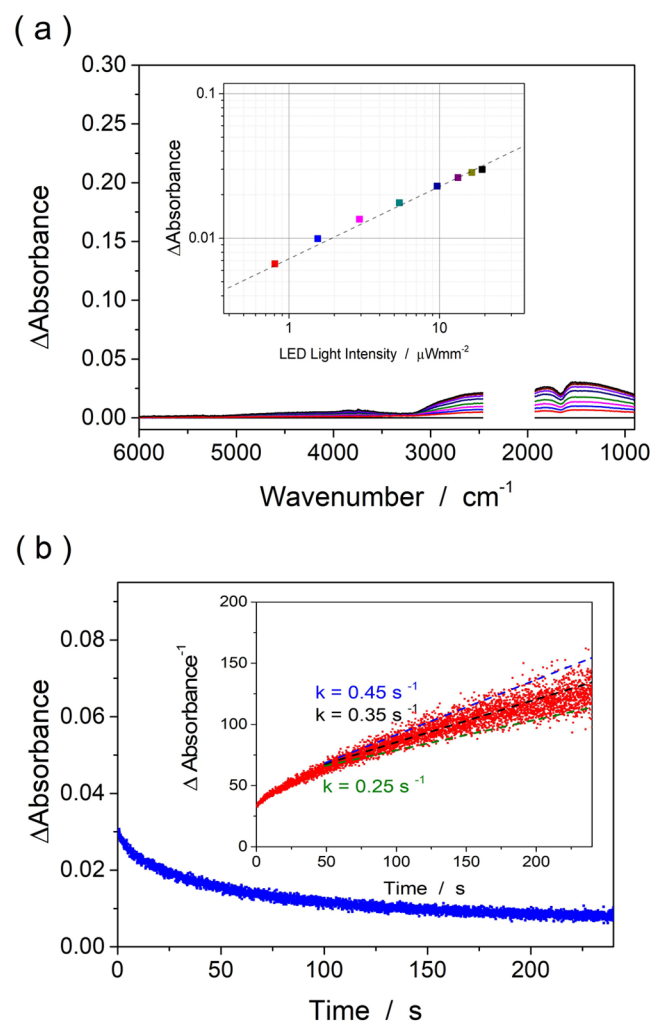 ( a )
0.30
0.25
0.20
0.15
0.10
0.05
0.00
ΔAbsorbance
0.1
0.01
ΔAbsorbance
1
10
LED Light Intensity / μWmm⁻²
6000
5000
4000
3000
2000
1000
Wavenumber / cm⁻¹
( b )
0.08
0.06
0.04
0.02
0.00
ΔAbsorbance
200
150
100
50
0
Δ Absorbance⁻¹
k = 0.45 s⁻¹
k = 0.35 s⁻¹
k = 0.25 s⁻¹
0
50
100
150
200
Time / s
0
50
100
150
200
Time / s